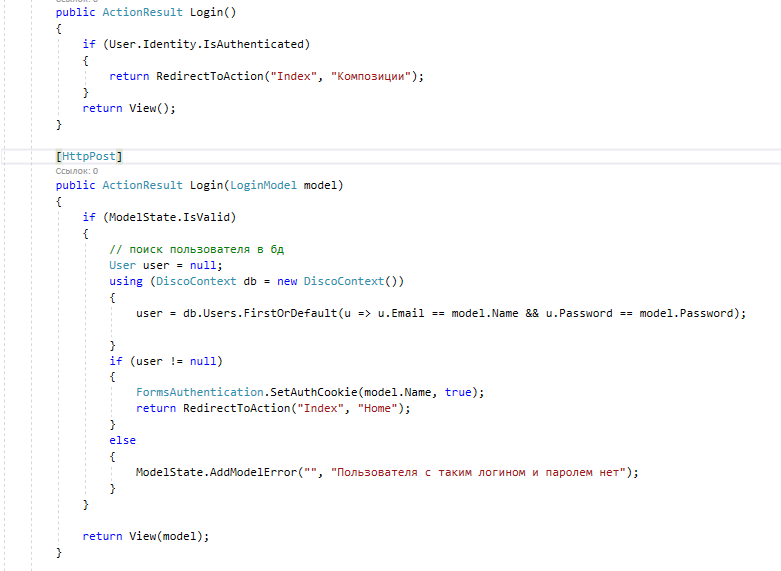 public ActionResult Login()
{
if (User.Identity.IsAuthenticated)
{
return RedirectToAction("Index", "Композиции");
}
return View();
}
[HttpPost]
Ссылок: 0
public ActionResult Login(LoginModel model)
{
if (ModelState.IsValid)
{
// поиск пользователя в бд
User user = null;
using (DiscoContext db = new DiscoContext())
{
user = db.Users.FirstOrDefault(u => u.Email == model.Name && u.Password == model.Password);
}
if (user != null)
{
FormsAuthentication.SetAuthCookie(model.Name, true);
return RedirectToAction("Index", "Home");
}
else
{
ModelState.AddModelError("", "Пользователя с таким логином и паролем нет");
}
}
return View(model);
}